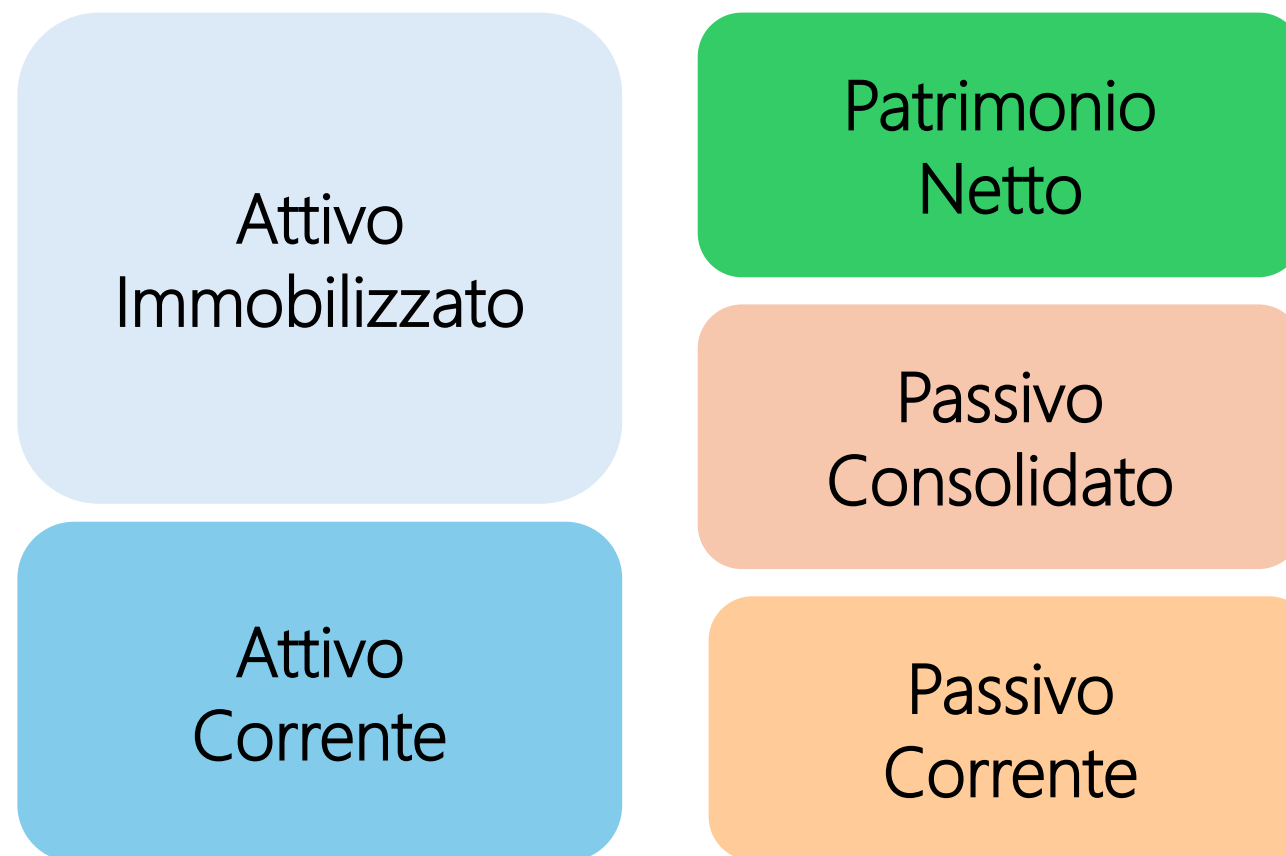 Attivo
Immobilizzato
Attivo
Corrente
Patrimonio
Netto
Passivo
Consolidato
Passivo
Corrente